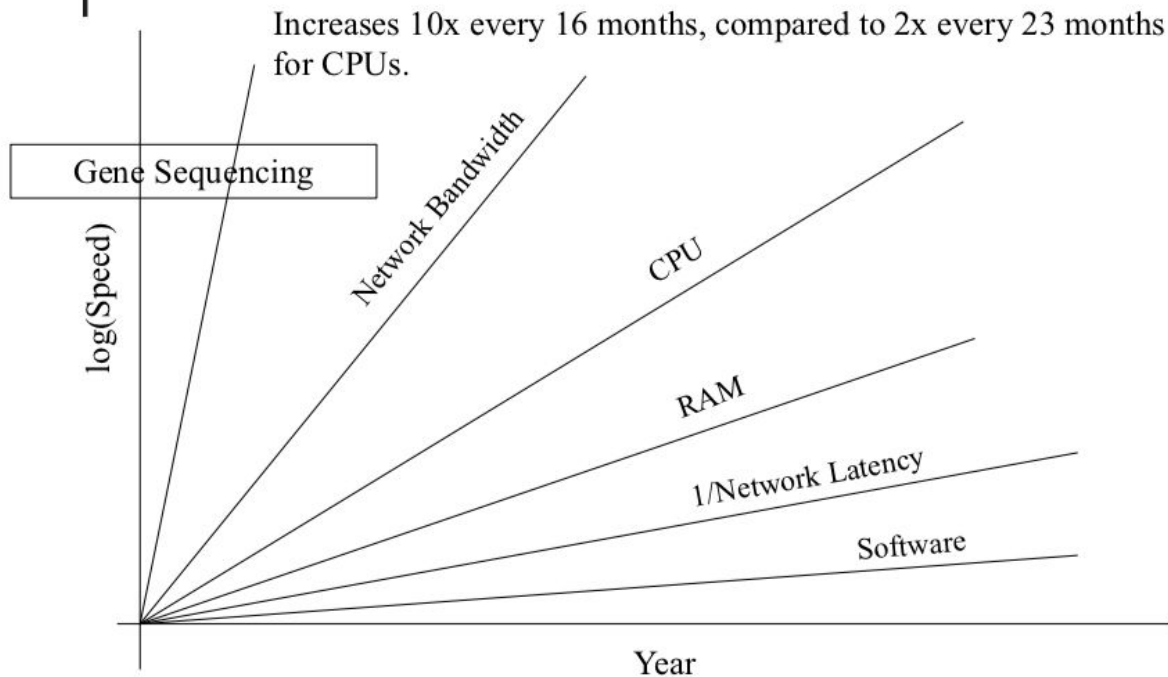 Increases 10x every 16 months, compared to 2x every 23 months
for CPUs.
Gene Sequencing
Network Bandwidth
CPU
RAM
1/Network Latency
Software
log(Speed)
Year